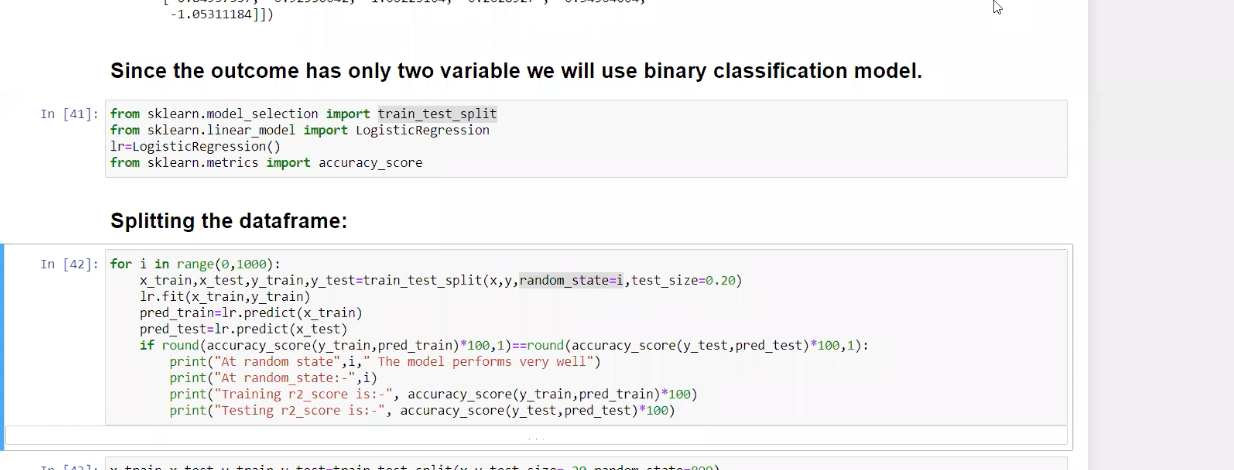 -1.05311184]])
Since the outcome has only two variable we will use binary classification model.
In [41]: from sklearn.model_selection import train_test_split
from sklearn.linear_model import LogisticRegression
lr=LogisticRegression()
from sklearn.metrics import accuracy_score
Splitting the dataframe:
In [42]: for i in range(0,1000):
x_train,x_test,y_train,y_test=train_test_split(x,y,random_state=i,test_size=0.20)
lr.fit(x_train,y_train)
pred_train=lr.predict(x_train)
pred_test=lr.predict(x_test)
if round(accuracy_score(y_train,pred_train)*100,1)==round(accuracy_score(y_test,pred_test)*100,1):
print("At random state",i," The model performs very well")
print("At random_state:-",i)
print("Training r2_score is:-", accuracy_score(y_train,pred_train)*100)
print("Testing r2_score is:-", accuracy_score(y_test,pred_test)*100)
...